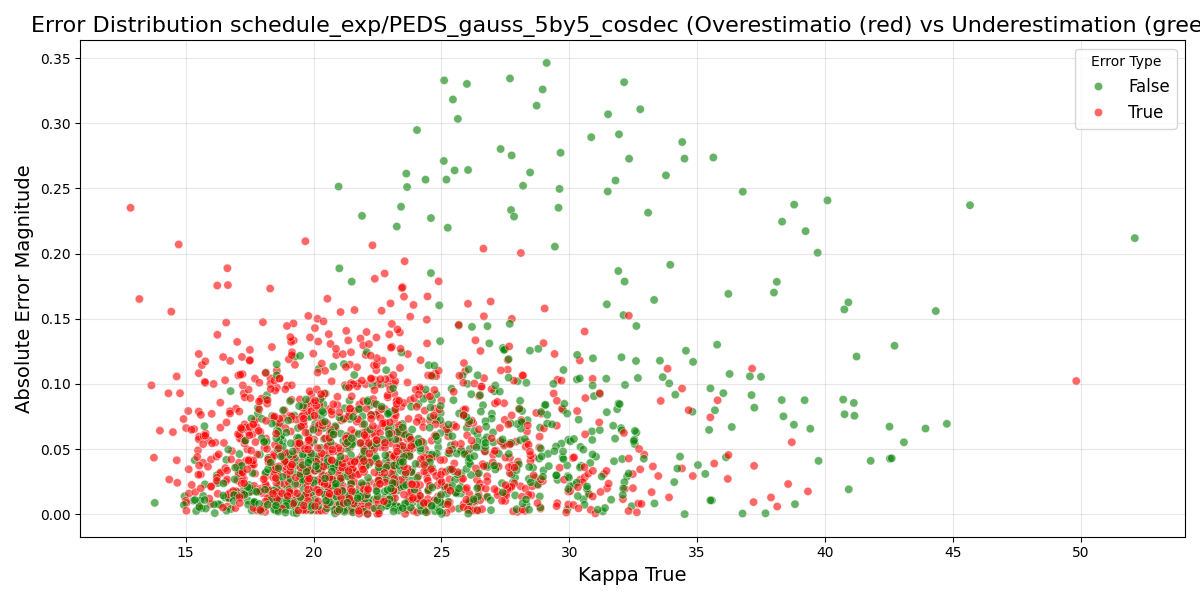 Error Distribution schedule_exp/PEDS_gauss_5by5_cosdec (Overestimatio (red) vs Underestimation (gree
Error Type
False
True
Absolute Error Magnitude
0.35
0.30
0.25
0.20
0.15
0.10
0.05
0.00
15 20 25 30 35 40 45 50
Kappa True